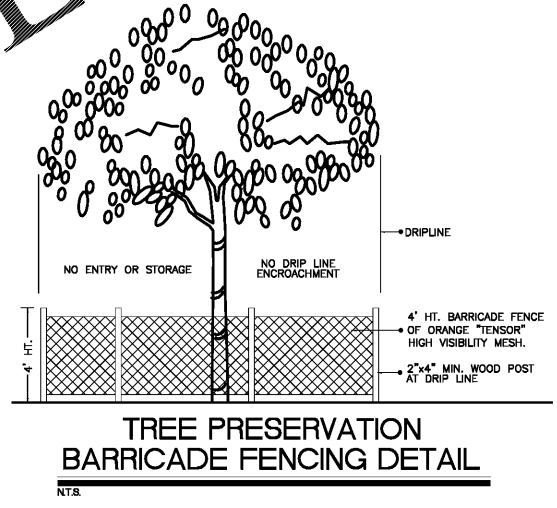 DRIPLINE
NO ENTRY OR STORAGE
NO DRIP LINE
ENCROACHMENT
4' HT. BARRICADE FENCE
OF ORANGE "TENSOR"
HIGH VISIBILITY MESH.
4' HT.
2"x4" MIN. WOOD POST
AT DRIP LINE
TREE PRESERVATION
BARRICADE FENCING DETAIL
N.T.S.